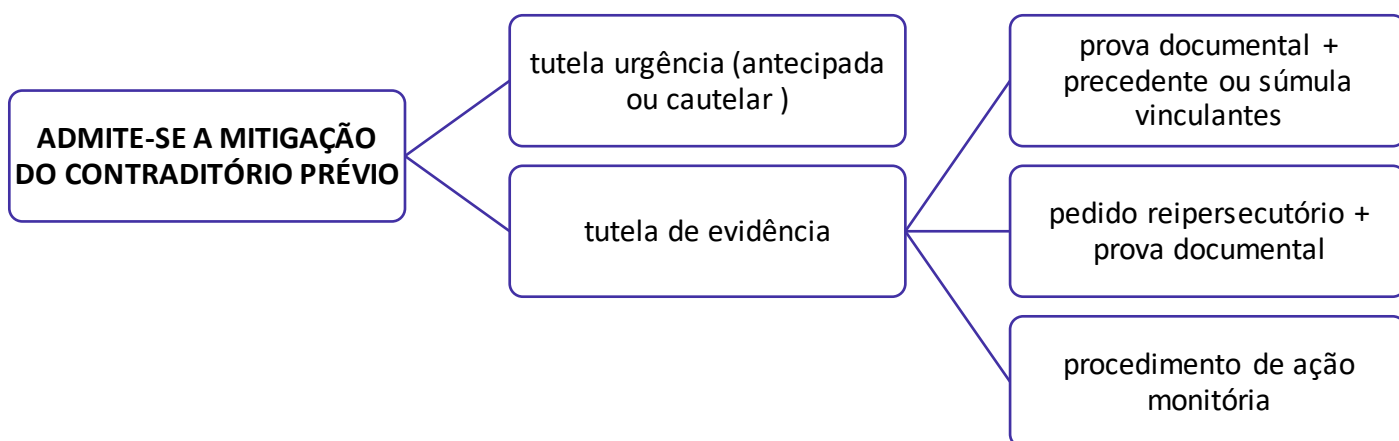 ADMITE-SE A MITIGAÇÃO
DO CONTRADITÓRIO PRÉVIO
tutela urgência (antecipada
ou cautelar )
tutela de evidência
prova documental +
precedente ou súmula
vinculantes
pedido reipersecutório +
prova documental
procedimento de ação
monitória